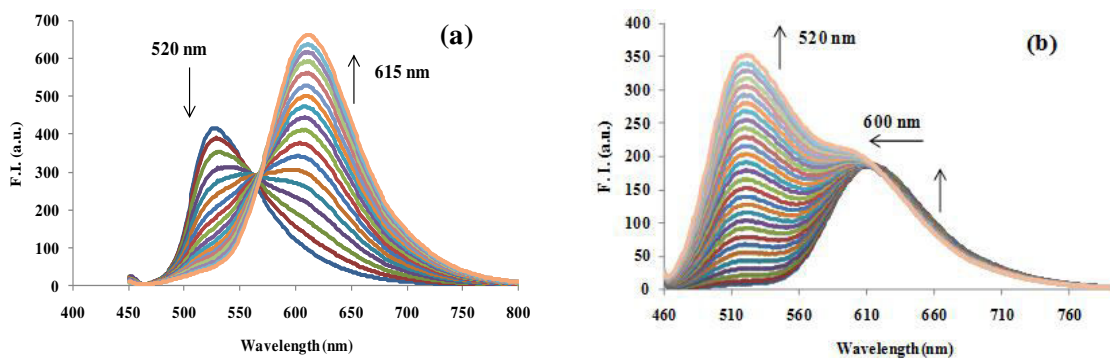 (a)
520 nm
615 nm
F.I. (a.u.)
700
600
500
400
300
200
100
0
400 450 500 550 600 650 700 750 800
Wavelength (nm)
(b)
520 nm
600 nm
F. I. (a.u.)
400
350
300
250
200
150
100
50
0
460 510 560 610 660 710 760
Wavelength (nm)